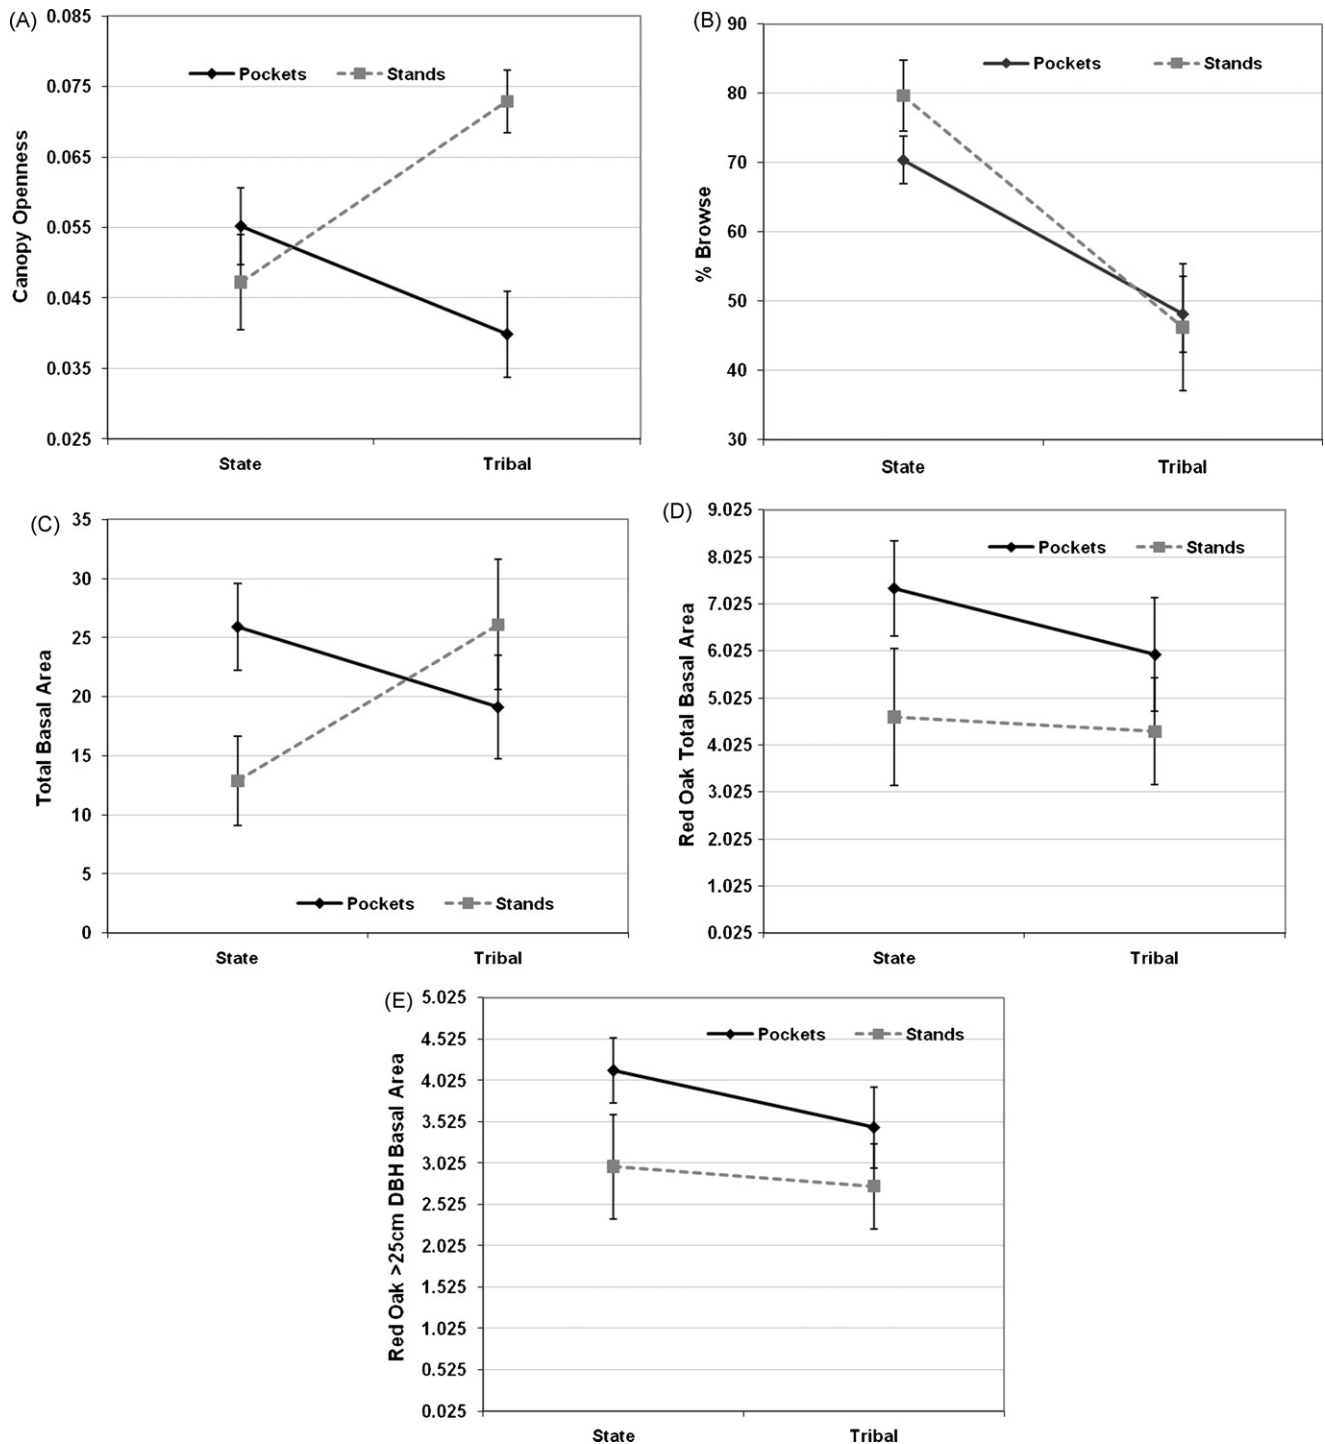 (A)
0.085
0.075
0.065
0.055
0.045
0.035
0.025
Canopy Openness
Pockets Stands
State Tribal
(B)
90
80
70
60
50
40
30
% Browse
Pockets Stands
State Tribal
(C)
35
30
25
20
15
10
5
0
Total Basal Area
Pockets Stands
State Tribal
(D)
9.025
8.025
7.025
6.025
5.025
4.025
3.025
2.025
1.025
0.025
Red Oak Total Basal Area
Pockets Stands
State Tribal
(E)
5.025
4.525
4.025
3.525
3.025
2.525
2.025
1.525
1.025
0.525
0.025
Red Oak >25cm DBH Basal Area
Pockets Stands
State Tribal